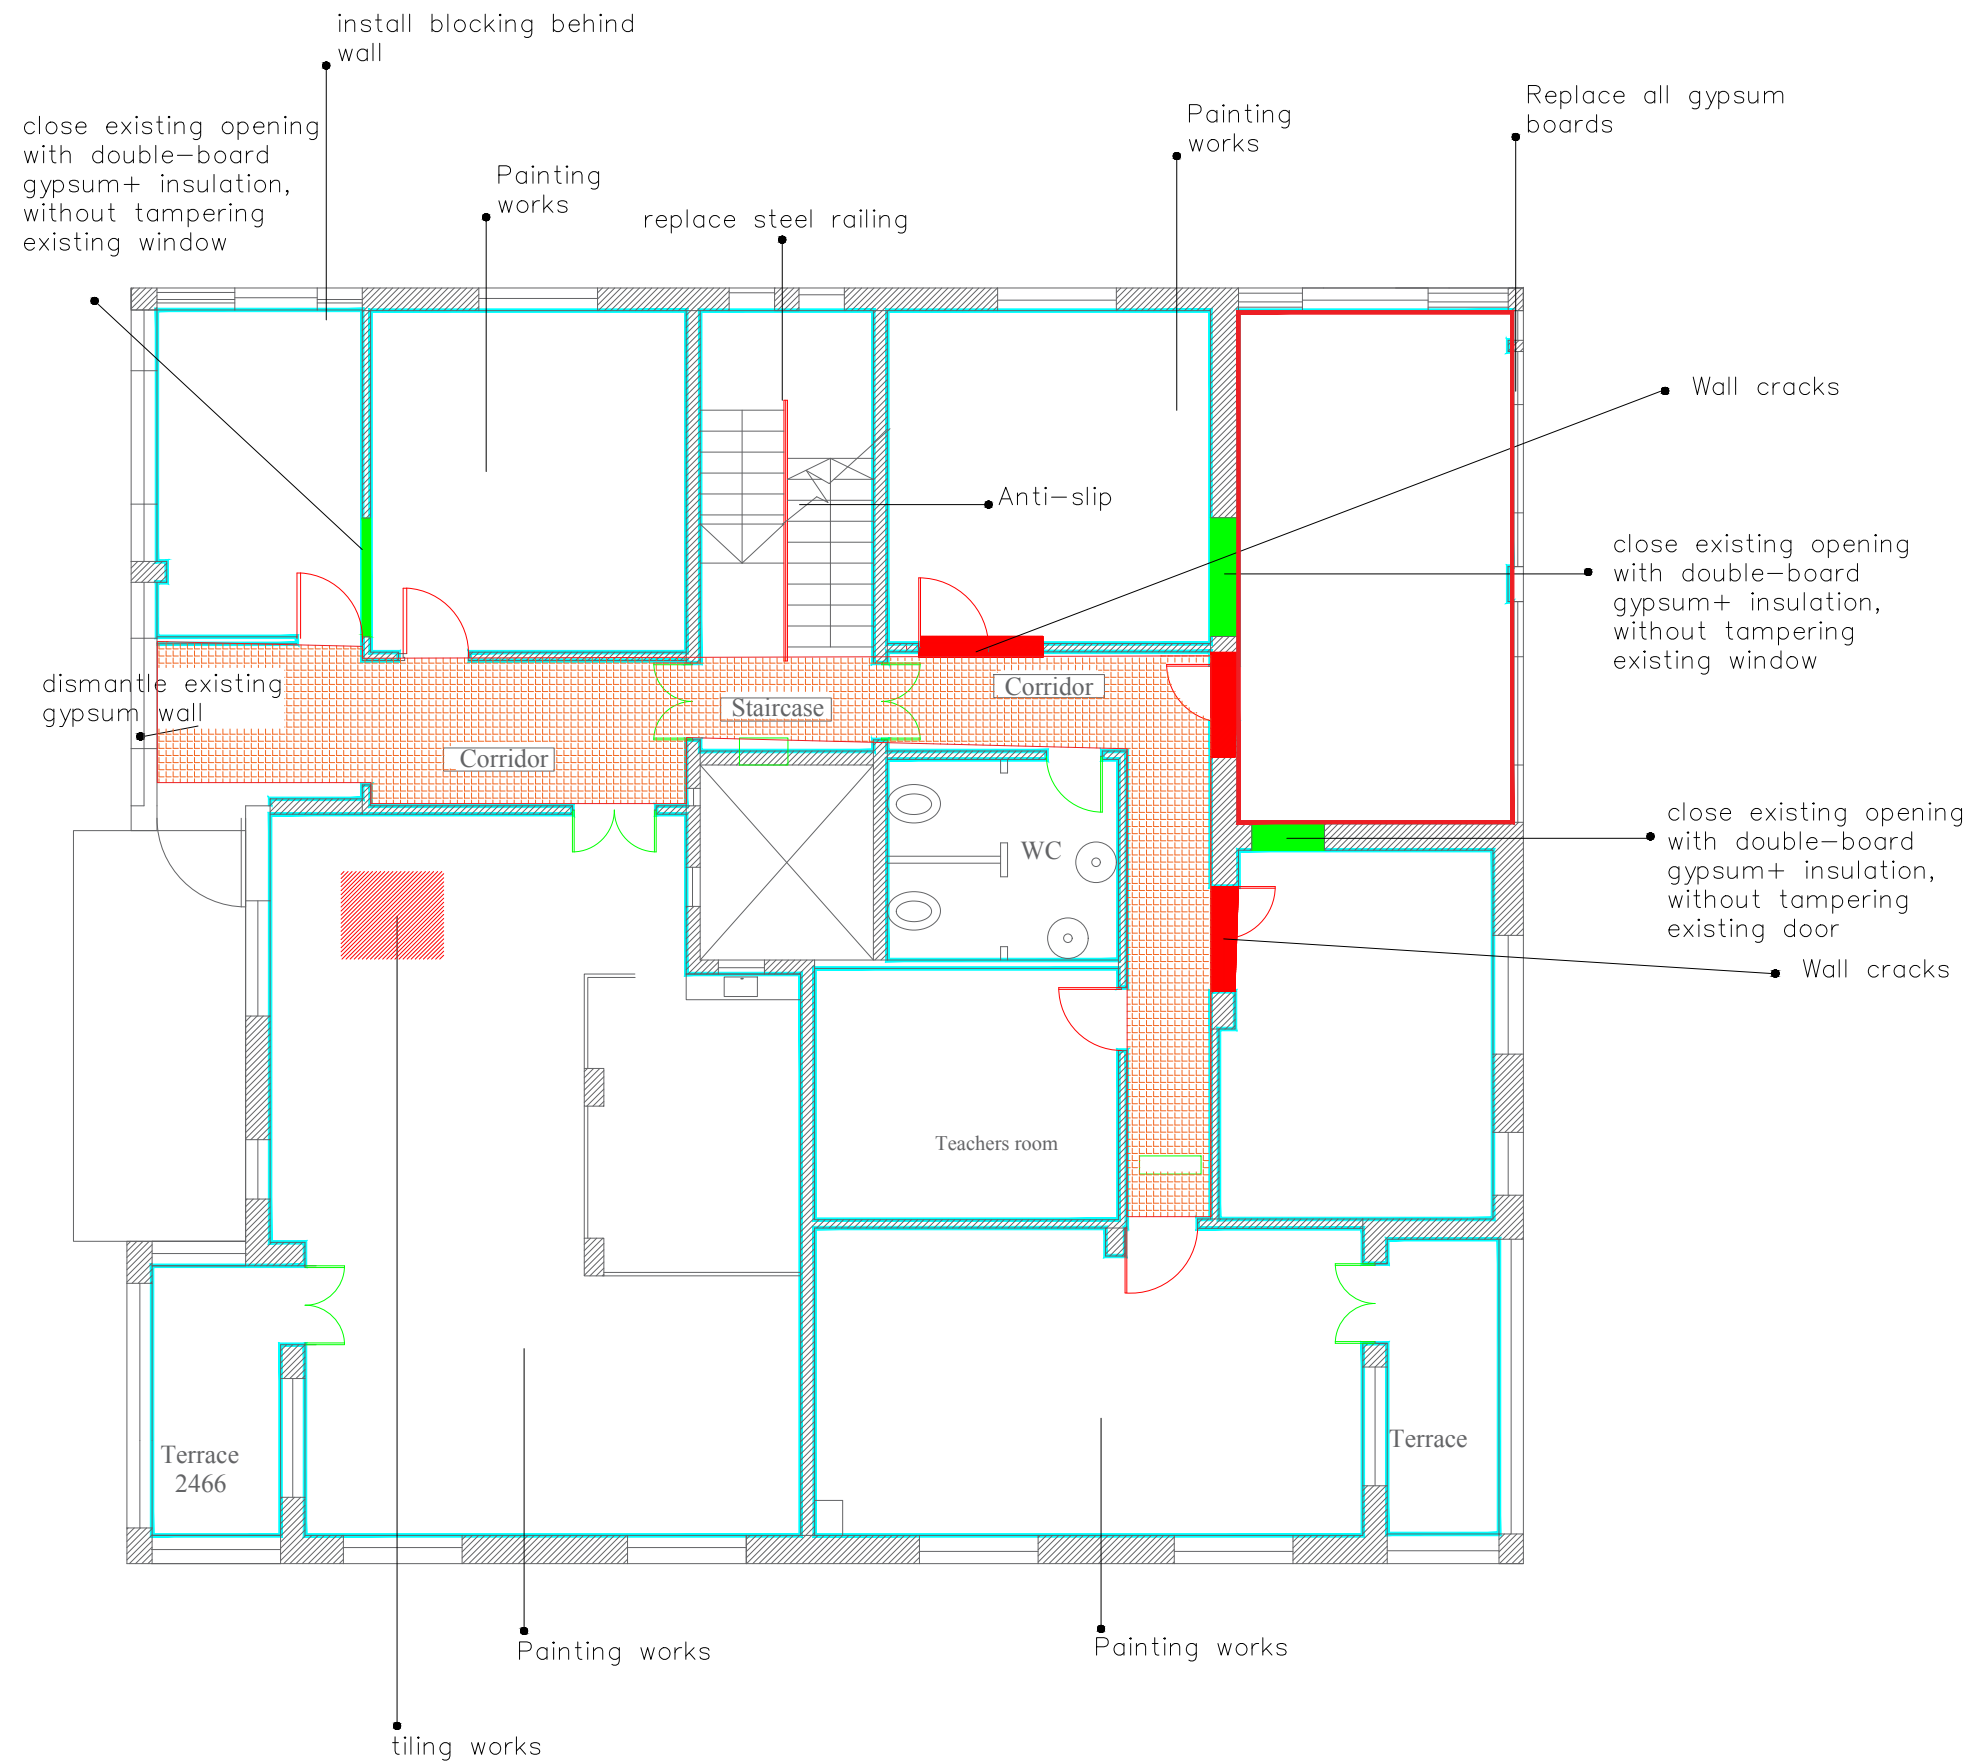 install blocking behind
wall
Replace all gypsum
boards
Painting
works
close existing opening
with double-board
gypsum+ insulation,
without tampering
existing window
Painting
works
replace steel railing
Wall cracks
Anti-slip
close existing opening
with double-board
gypsum+ insulation,
without tampering
existing window
dismantle existing
gypsum wall
Corridor
Staircase
Corridor
close existing opening
with double-board
gypsum+ insulation,
without tampering
existing door
WC
Wall cracks
Teachers room
Terrace
2466
Terrace
Painting works
Painting works
tiling works